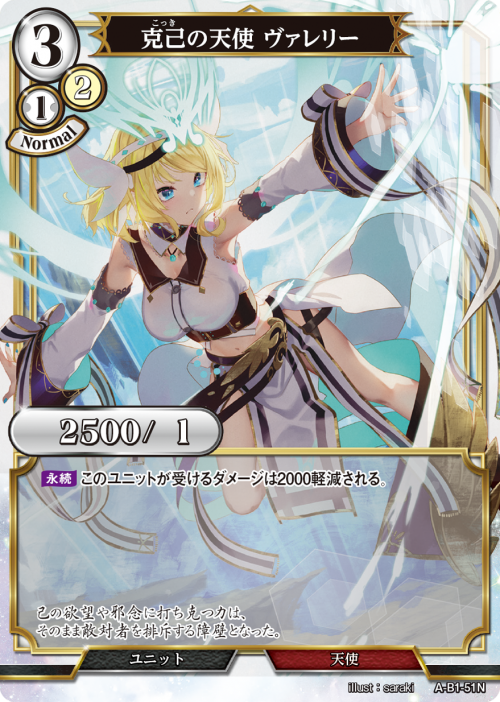 3
こっき
克己の天使 ヴァレリー
2
1
Normal
2500/ 1
永続 このユニットが受けるダメージは2000軽減される。
己の欲望や邪念に打ち克つ力は、
そのまま敵対者を排斥する障壁となった。
ユニット
天使
illust : saraki
A-B1-51N